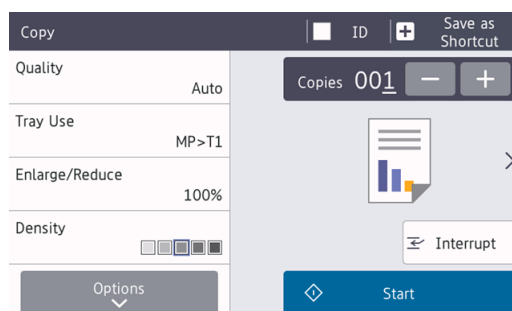 Copy
ID
Save as
Shortcut
Quality
Auto
Tray Use
MP>T1
Enlarge/Reduce
100%
Density
Options
Copies 001
Interrupt
Start